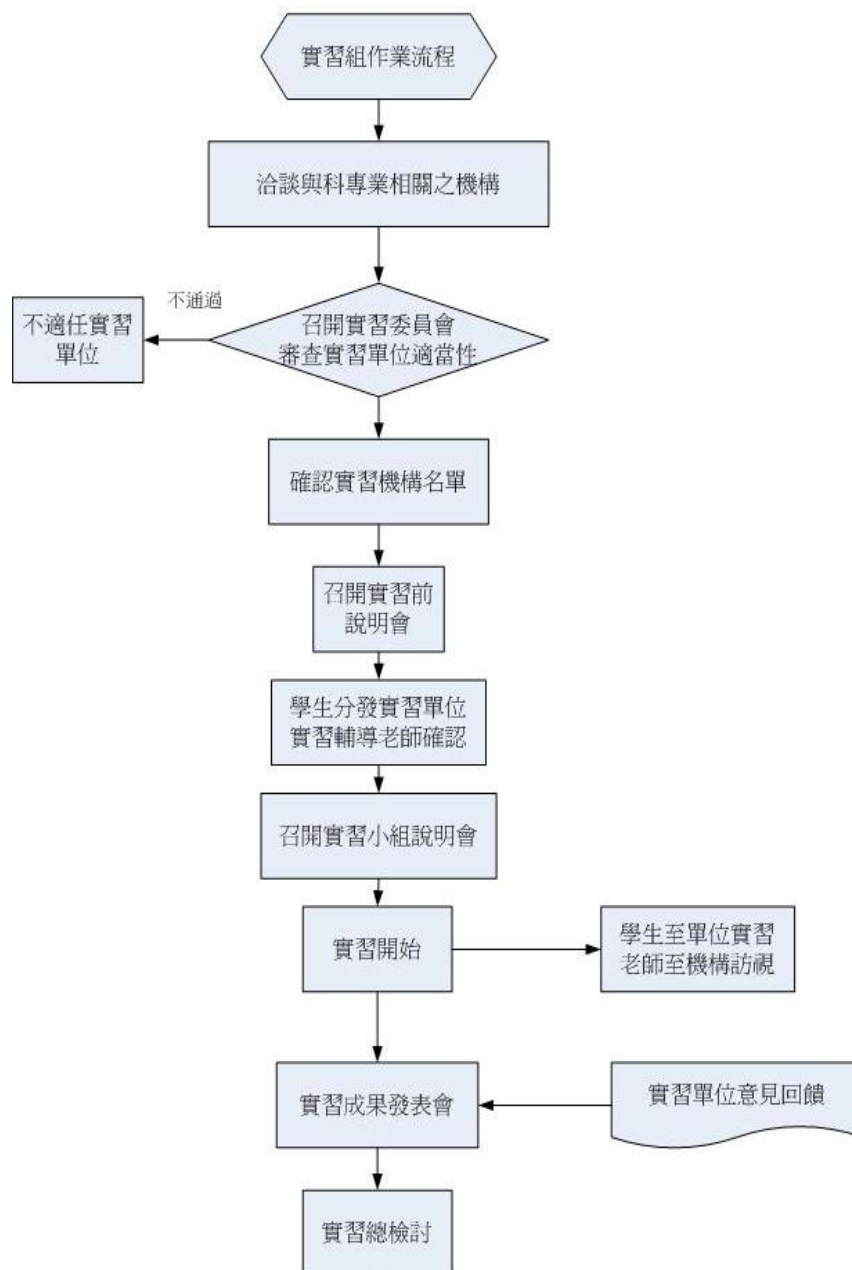 實習組作業流程
洽談與科專業相關之機構
不通過
召開實習委員會
審查實習單位適當性
不適任實習
單位
確認實習機構名單
召開實習前
說明會
學生分發實習單位
實習輔導老師確認
召開實習小組說明會
實習開始
學生至單位實習
老師至機構訪視
實習成果發表會
實習單位意見回饋
實習總檢討